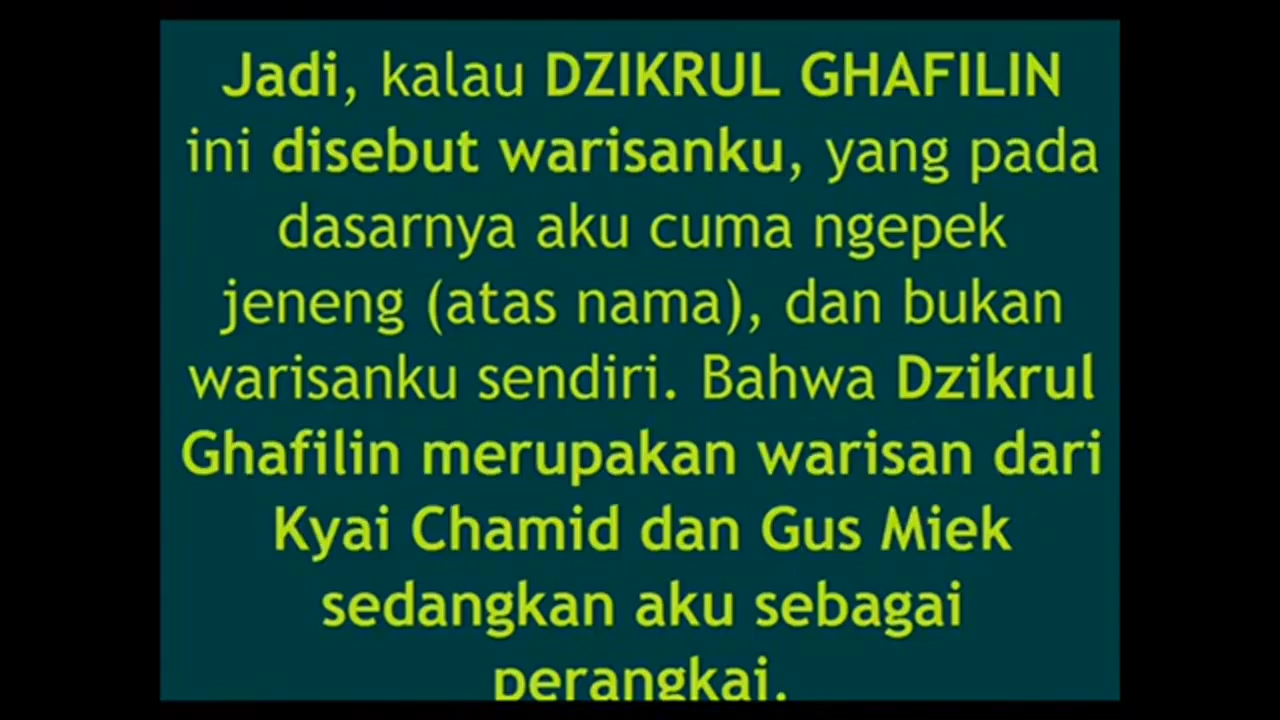 Jadi, kalau DZIKRUL GHAFILIN
ini disebut warisanku, yang pada
dasarnya aku cuma ngepek
jeneng (atas nama), dan bukan
warisanku sendiri. Bahwa Dzikrul
Ghafilin merupakan warisan dari
Kyai Chamid dan Gus Miek
sedangkan aku sebagai
perangkai.